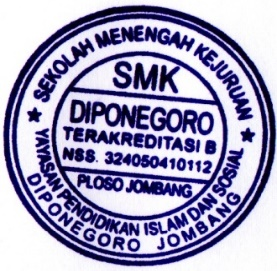 SEKOLAH MENENGAH KEJURUAN
SMK
DIPONEGORO
TERAKREDITASI B
NSS. 324050410112
PLOSO JOMBANG
YAYASAN PENDIDIKAN ISLAM DAN SOSIAL
DIPONEGORO JOMBANG